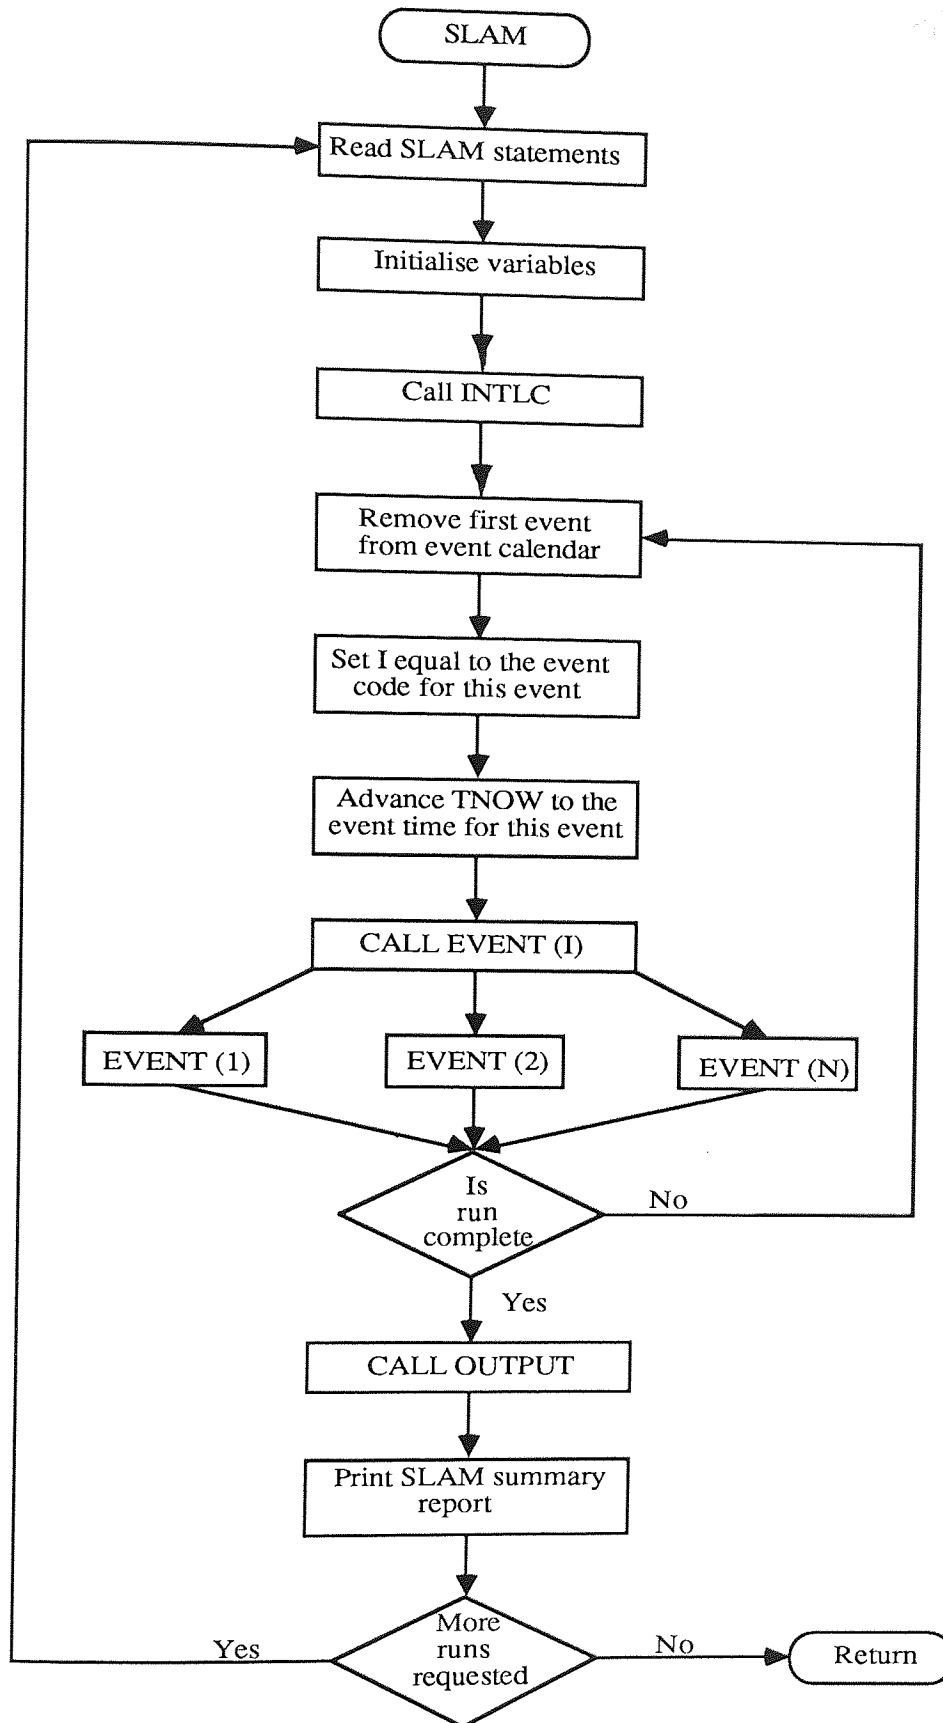 SLAM
Read SLAM statements
Initialise variables
Call INTLC
Remove first event
from event calendar
Set I equal to the event
code for this event
Advance TNOW to the
event time for this event
CALL EVENT (I)
EVENT (1)
EVENT (2)
EVENT (N)
Is
run
complete
No
Yes
CALL OUTPUT
Print SLAM summary
report
More
runs
requested
Yes
No
Return